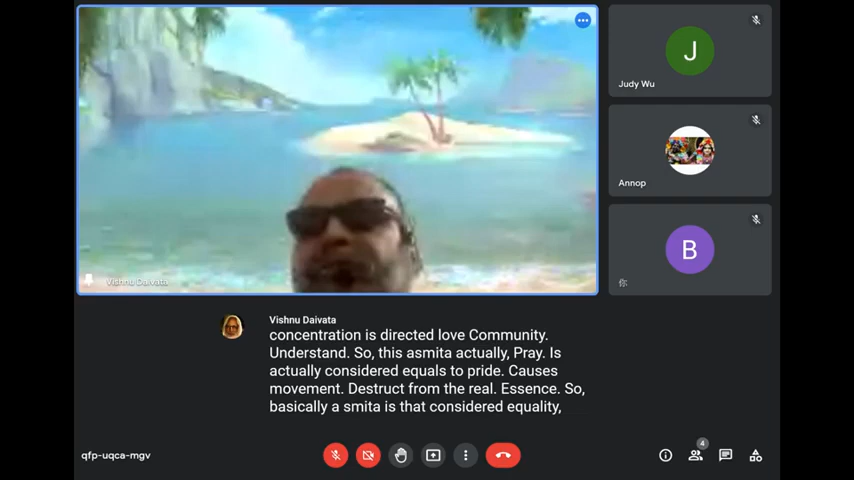 J
Judy Wu
Annop
B
你
Vishnu Daivata
Vishnu Daivata
concentration is directed love Community.
Understand. So, this asmita actually, Pray. Is
actually considered equals to pride. Causes
movement. Destruct from the real. Essence. So,
basically a smita is that considered equality,
qfp-uqca-mgv
4